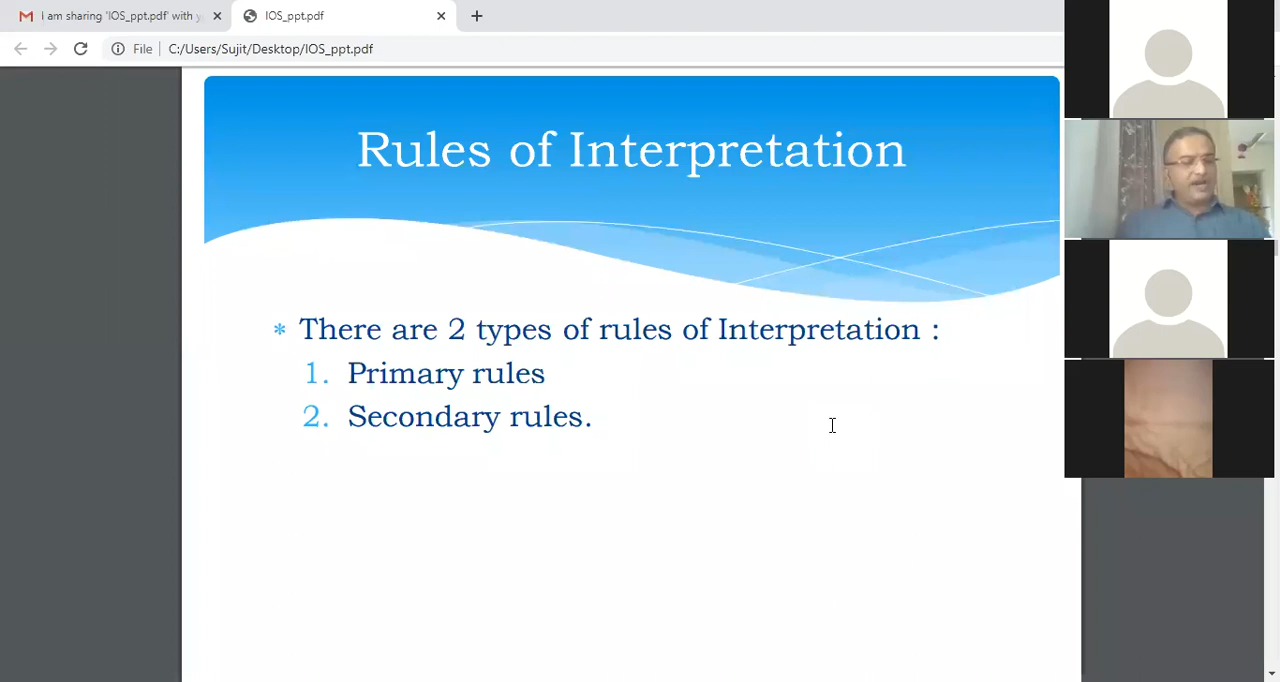 I am sharing 'IOS_ppt.pdf' with
IOS_ppt.pdf
File
C:/Users/Sujit/Desktop/IOS_ppt.pdf
Rules of Interpretation
* There are 2 types of rules of Interpretation :
1. Primary rules
2. Secondary rules.